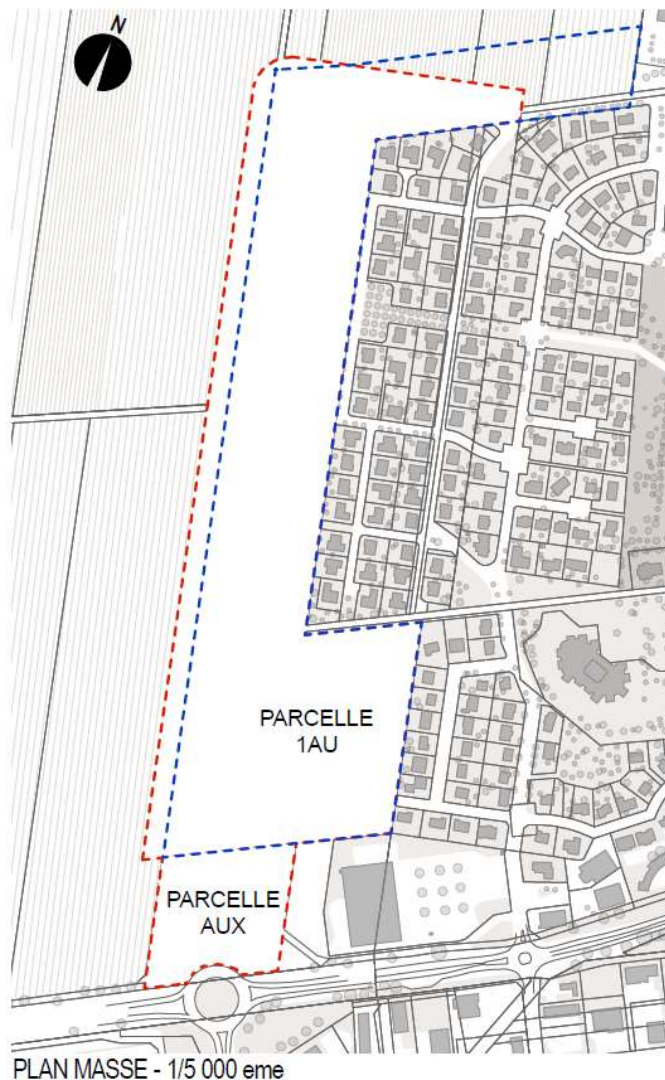 N
PARCELLE
1AU
PARCELLE
AUX
PLAN MASSE - 1/5 000 eme